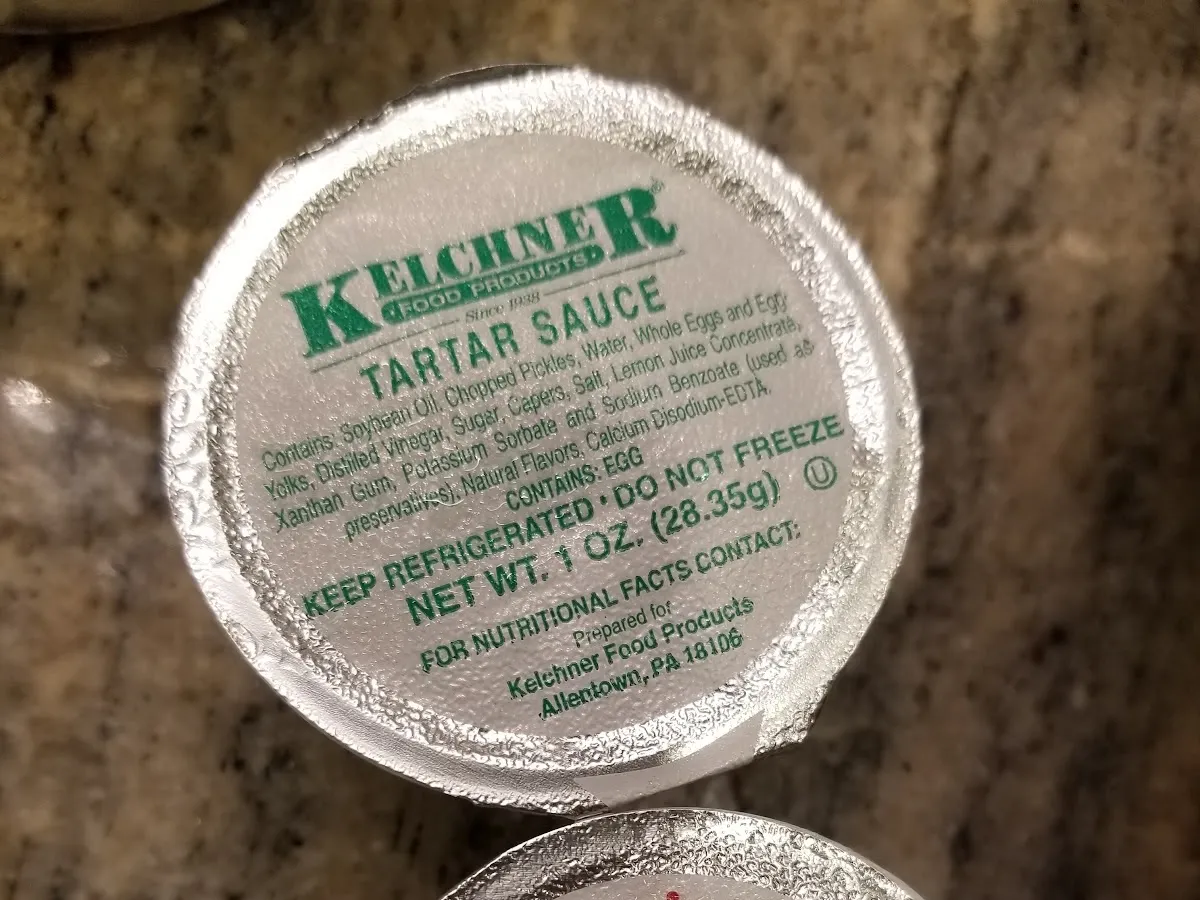 KELCHNER®
FOOD PRODUCTS
Since 1938
TARTAR SAUCE
Contains: Soybean Oil, Chopped Pickles, Water, Whole Eggs and Egg
Yolks, Distilled Vinegar, Sugar, Capers, Salt, Lemon Juice Concentrate,
Xanthan Gum, Potassium Sorbate and Sodium Benzoate (used as
preservatives), Natural Flavors, Calcium Disodium-EDTA.
CONTAINS: EGG
KEEP REFRIGERATED • DO NOT FREEZE
NET WT. 1 OZ. (28.35g) U
FOR NUTRITIONAL FACTS CONTACT:
Prepared for
Kelchner Food Products
Allentown, PA 18106